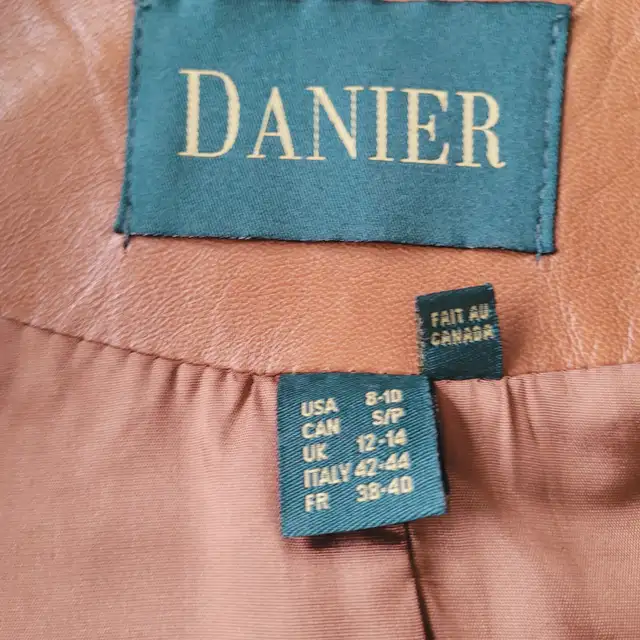 DANIER
FAIT AU
CANADA
USA 8-10
CAN S/P
UK 12-14
ITALY 42-44
FR 38-40